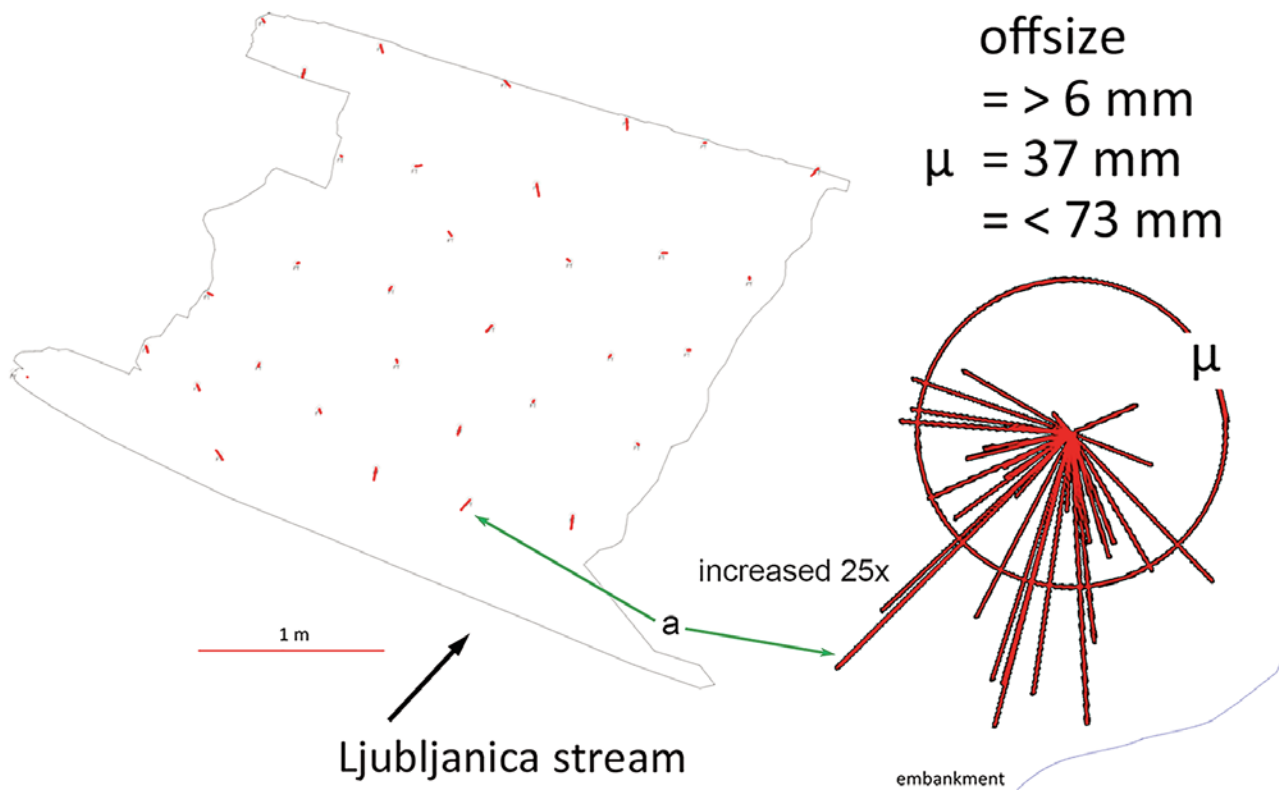 offsize
= > 6 mm
μ = 37 mm
= < 73 mm
μ
increased 25x
a
1 m
Ljubljanica stream
embankment